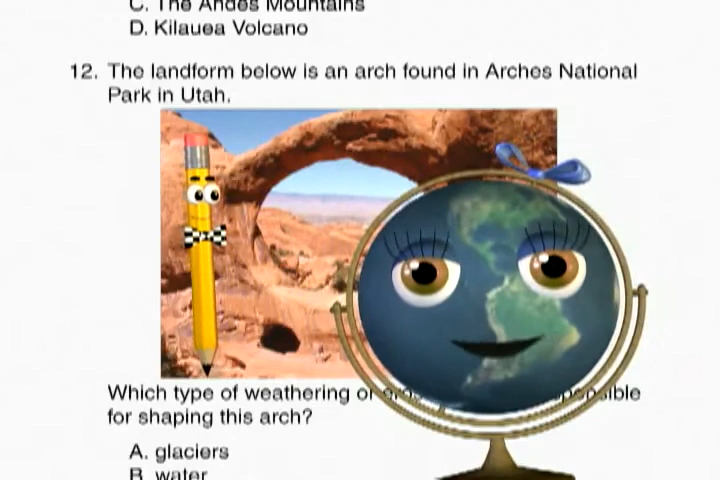 C. The Andes Mountains
D. Kilauea Volcano
12. The landform below is an arch found in Arches National
Park in Utah.
Which type of weathering or
for shaping this arch?
A. glaciers
B. water